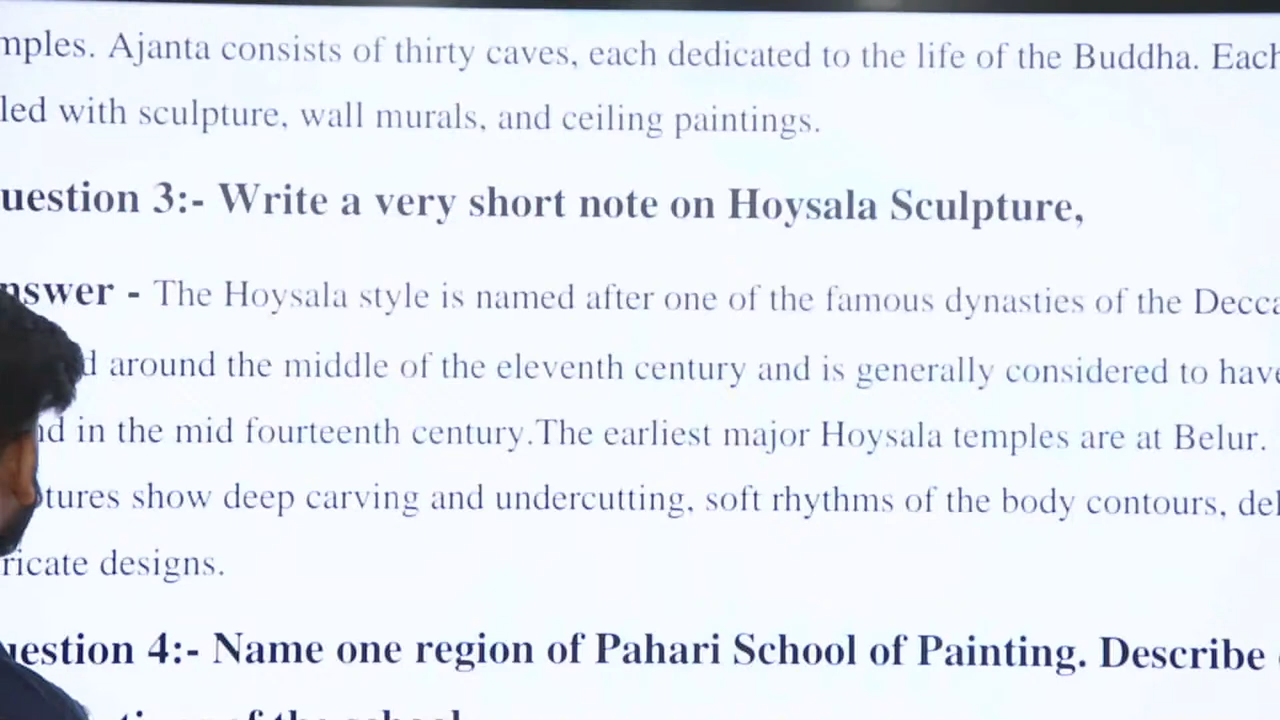 mples. Ajanta consists of thirty caves, each dedicated to the life of the Buddha. Each
led with sculpture, wall murals, and ceiling paintings.
uestion 3:- Write a very short note on Hoysala Sculpture,
nswer - The Hoysala style is named after one of the famous dynasties of the Decca
d around the middle of the eleventh century and is generally considered to have
nd in the mid fourteenth century.The earliest major Hoysala temples are at Belur.
ptures show deep carving and undercutting, soft rhythms of the body contours, del
ricate designs.
uestion 4:- Name one region of Pahari School of Painting. Describe
of the school